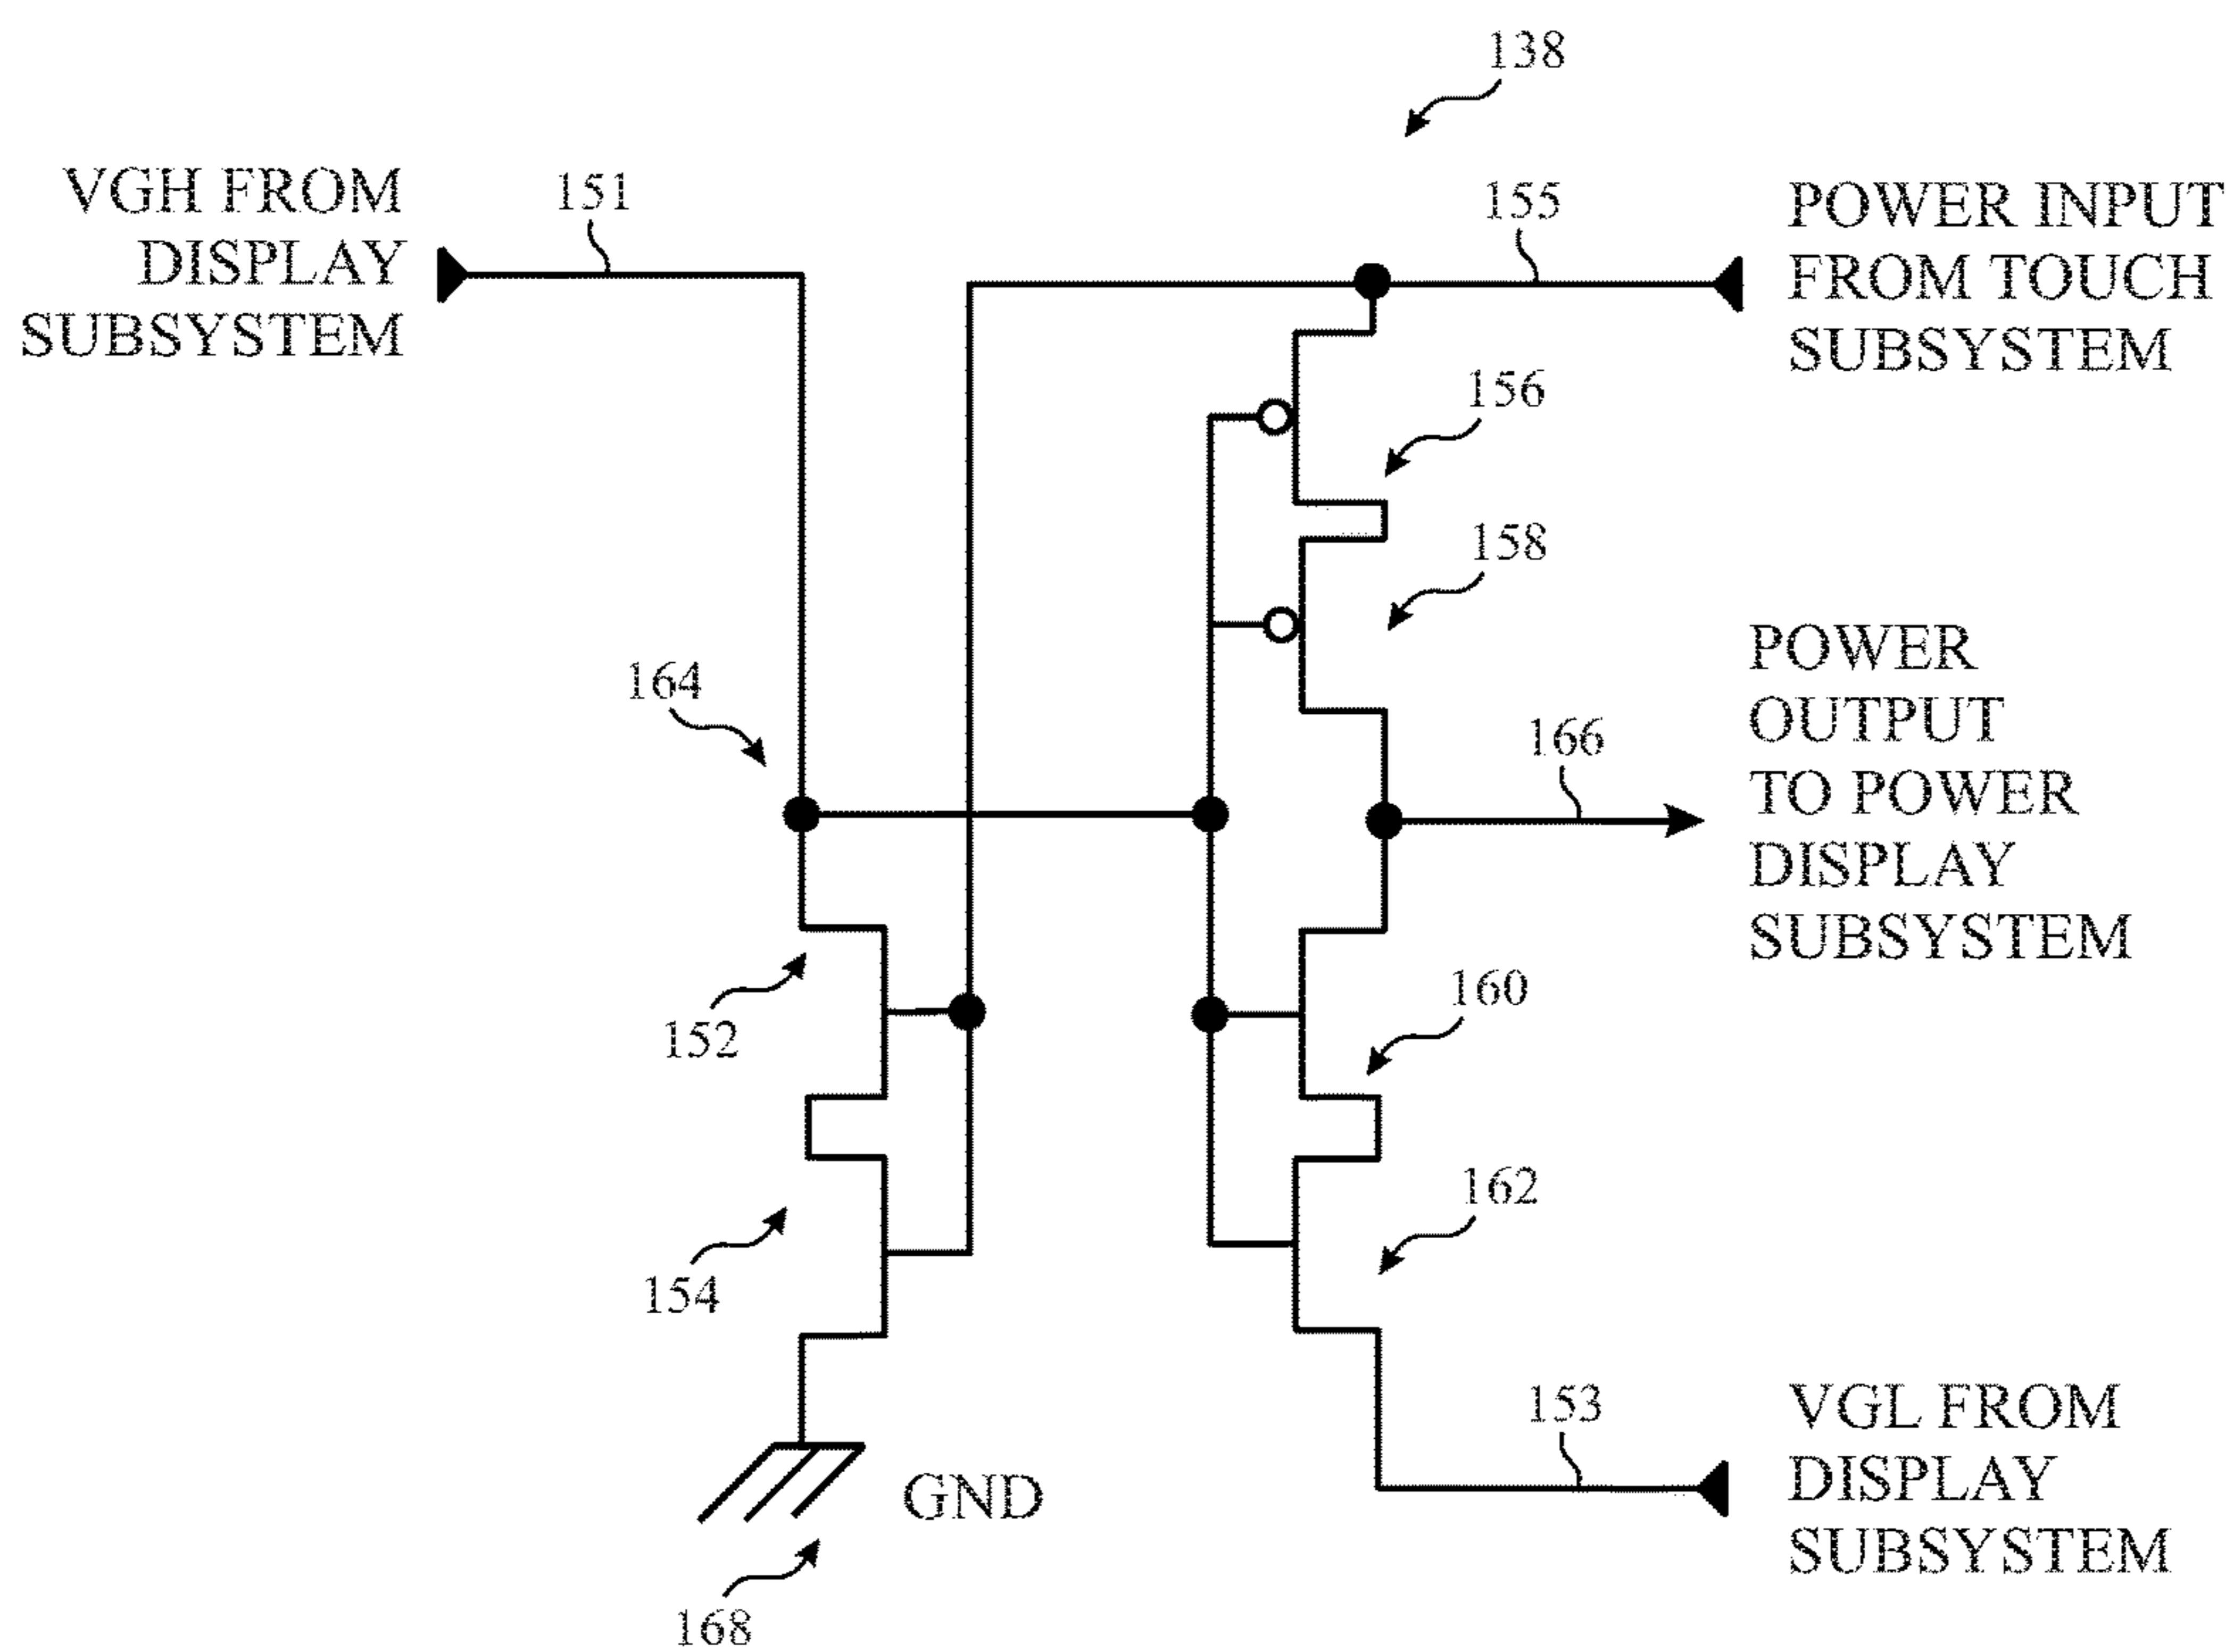 138
VGH FROM
DISPLAY
SUBSYSTEM
151
155
POWER INPUT
FROM TOUCH
SUBSYSTEM
156
158
164
166
POWER
OUTPUT
TO POWER
DISPLAY
SUBSYSTEM
152
160
154
162
153
VGL FROM
DISPLAY
SUBSYSTEM
GND
168